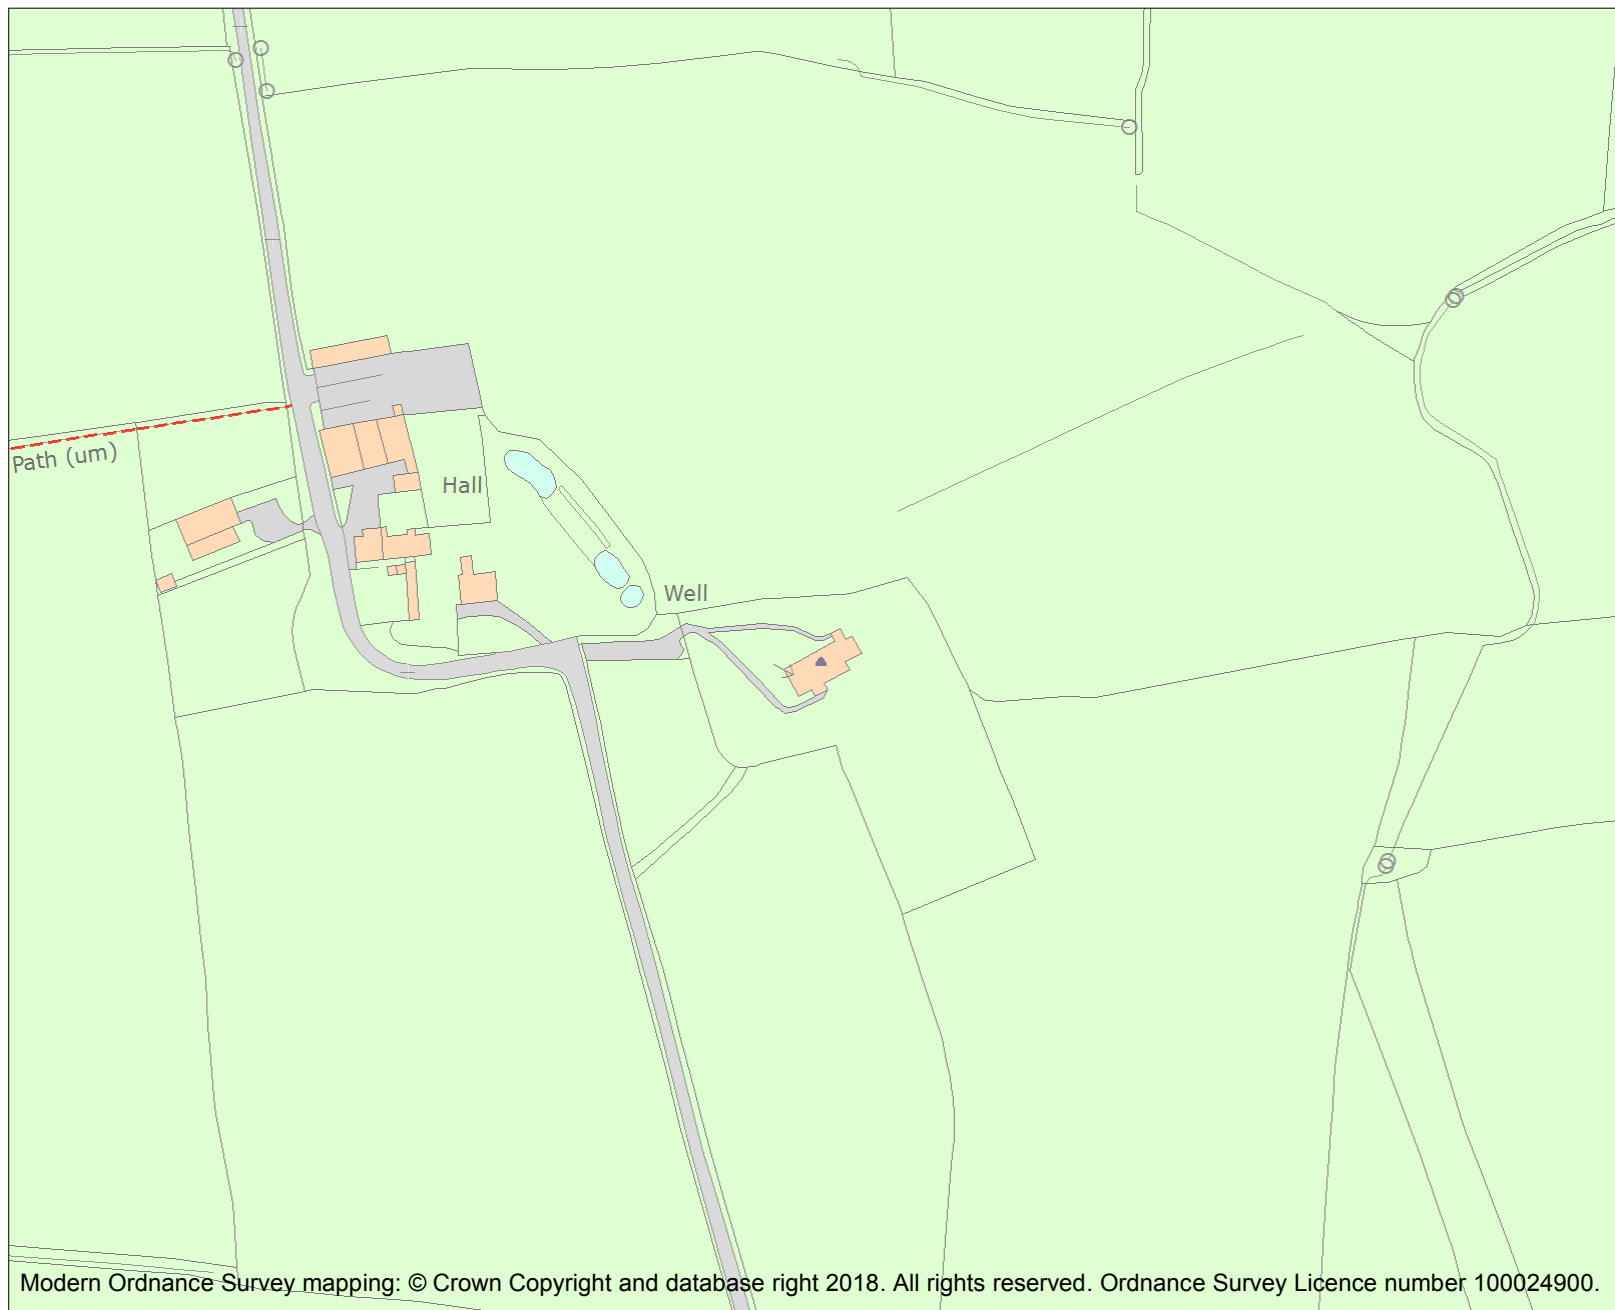 Path (um)
Hall
Well
Modern Ordnance Survey mapping: © Crown Copyright and database right 2018. All rights reserved. Ordnance Survey Licence number 100024900.